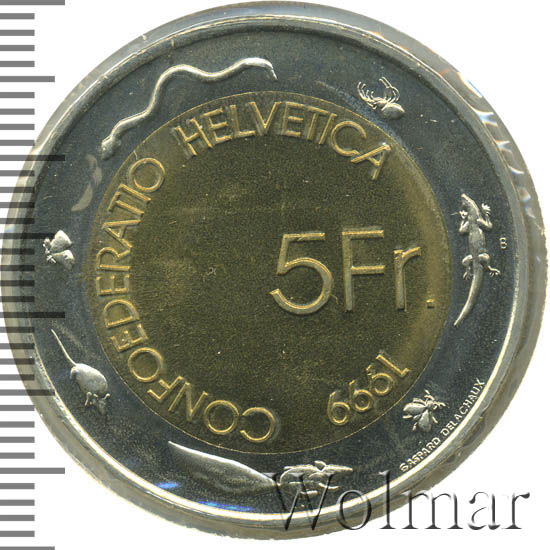 CONFOEDERATIO HELVETICA
5Fr.
1999
B
GASPARD DELACHAUX
Wolmar